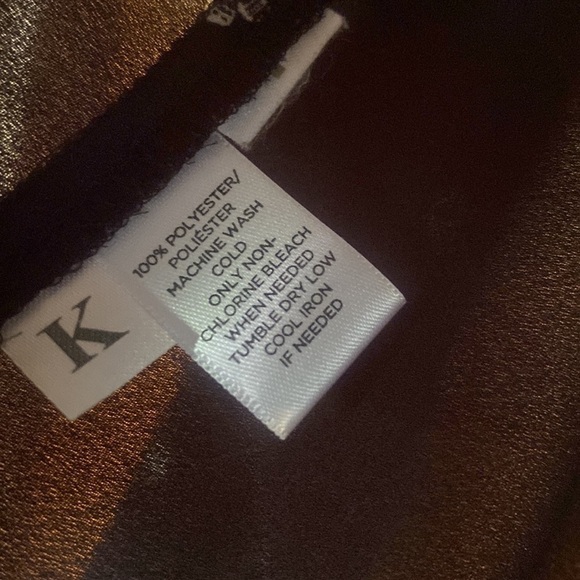 100% POLYESTER/
POLIÉSTER
MACHINE WASH
COLD
ONLY NON-
CHLORINE BLEACH
WHEN NEEDED
TUMBLE DRY LOW
COOL IRON
IF NEEDED
K